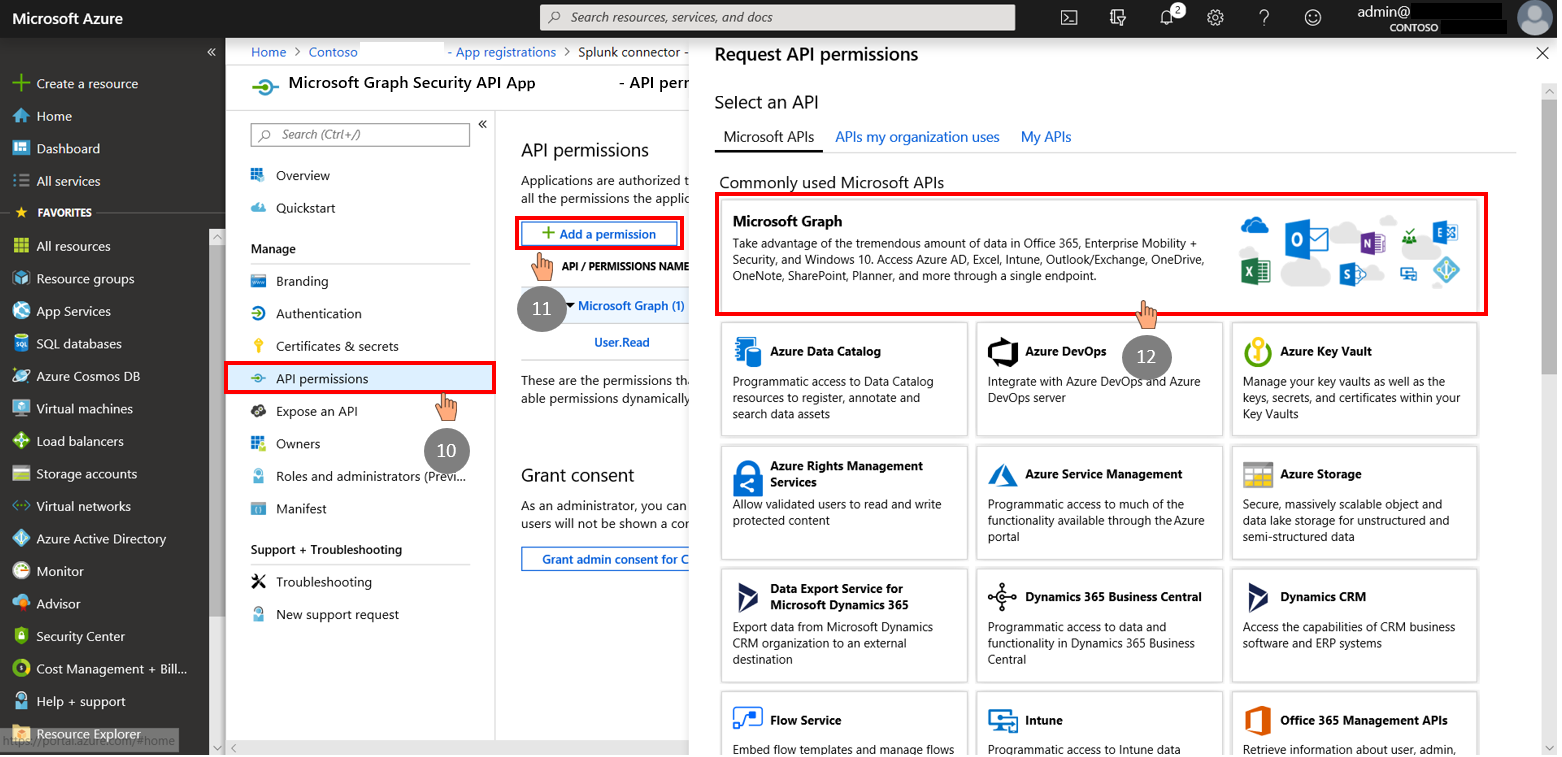 Microsoft Azure
Search resources, services, and docs
2
?
admin@
CONTOSO
Create a resource
Home
Dashboard
All services
FAVORITES
All resources
Resource groups
App Services
SQL databases
Azure Cosmos DB
Virtual machines
Load balancers
Storage accounts
Virtual networks
Azure Active Directory
Monitor
Advisor
Security Center
Cost Management + Bill...
Help + support
Resource Explorer
https://portal.azure.com/#home
Home > Contoso - App registrations > Splunk connector -
Microsoft Graph Security API App - API perr
Search (Ctrl+/)
Overview
Quickstart
Manage
Branding
Authentication
Certificates & secrets
API permissions
10
Expose an API
Owners
Roles and administrators (Previ...
Manifest
Support + Troubleshooting
Troubleshooting
New support request
API permissions
Applications are authorized t
all the permissions the applic
Add a permission
11
API / PERMISSIONS NAME
Microsoft Graph (1)
User.Read
These are the permissions tha
able permissions dynamically
Grant consent
As an administrator, you can
users will not be shown a cor
Grant admin consent for C
Request API permissions
Select an API
Microsoft APIs APIs my organization uses My APIs
Commonly used Microsoft APIs
Microsoft Graph
Take advantage of the tremendous amount of data in Office 365, Enterprise Mobility +
Security, and Windows 10. Access Azure AD, Excel, Intune, Outlook/Exchange, OneDrive,
OneNote, SharePoint, Planner, and more through a single endpoint.
12
Azure Data Catalog
Programmatic access to Data Catalog
resources to register, annotate and
search data assets
Azure DevOps
Integrate with Azure DevOps and Azure
DevOps server
Azure Key Vault
Manage your key vaults as well as the
keys, secrets, and certificates within your
Key Vaults
Azure Rights Management
Services
Allow validated users to read and write
protected content
Azure Service Management
Programmatic access to much of the
functionality available through the Azure
portal
Azure Storage
Secure, massively scalable object and
data lake storage for unstructured and
semi-structured data
Data Export Service for
Microsoft Dynamics 365
Export data from Microsoft Dynamics
CRM organization to an external
destination
Dynamics 365 Business Central
Programmatic access to data and
functionality in Dynamics 365 Business
Central
Dynamics CRM
Access the capabilities of CRM business
software and ERP systems
Flow Service
Embed flow templates and manage flows
Intune
Programmatic access to Intune data
Office 365 Management APIs
Retrieve information about user, admin,